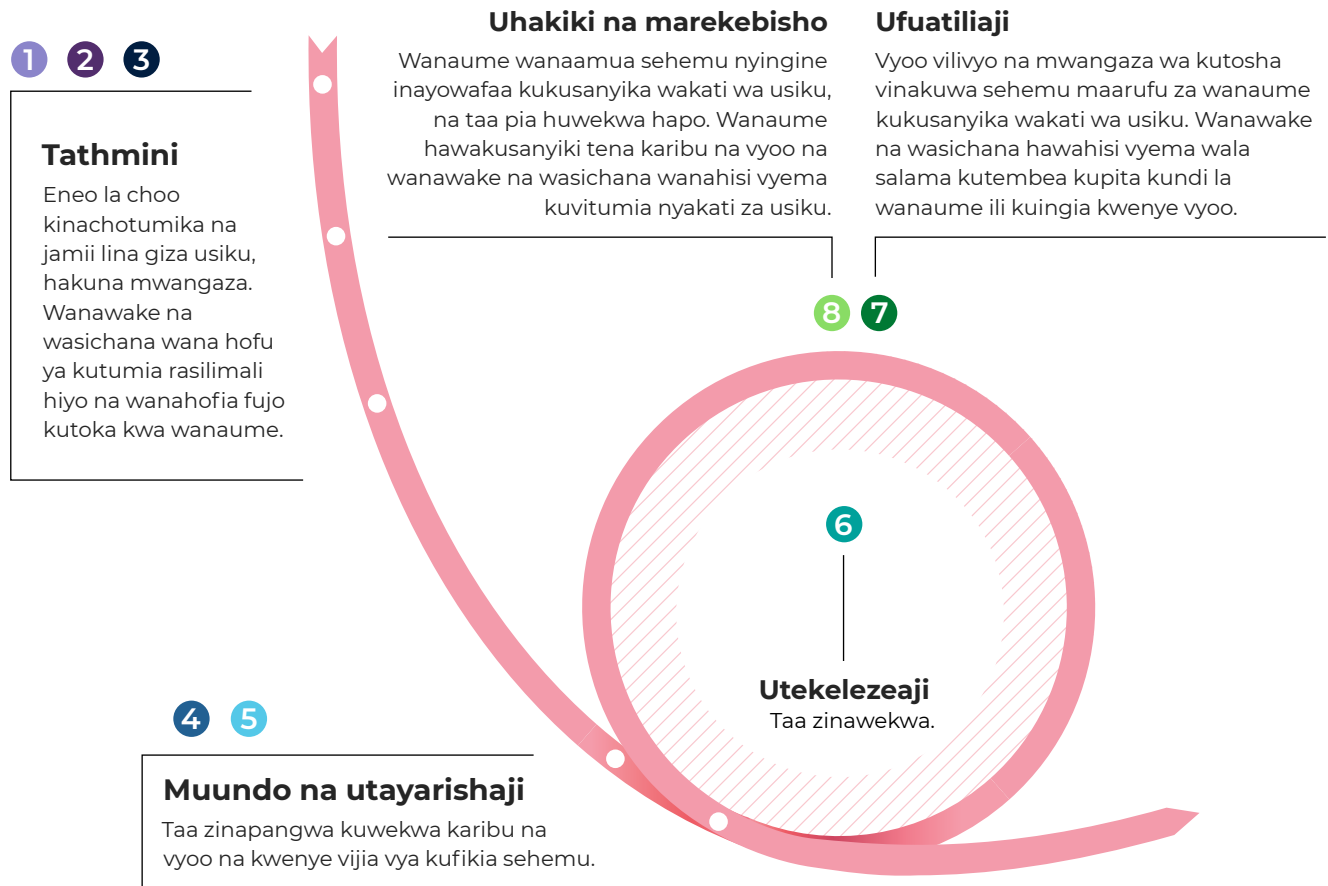 1 2 3
Tathmini
Eneo la choo
kinachotumika na
jamii lina giza usiku,
hakuna mwangaza.
Wanawake na
wasichana wana hofu
ya kutumia rasilimali
hiyo na wanahofia fujo
kutoka kwa wanaume.
4 5
Muundo na utayarishaji
Taa zinapangwa kuwekwa karibu na
vyoo na kwenye vijia vya kufikia sehemu.
6
Utekelezeaji
Taa zinawekwa.
Uhakiki na marekebisho
Wanaume wanaamua sehemu nyingine
inayowafaa kukusanyika wakati wa usiku,
na taa pia huwekwa hapo. Wanaume
hawakusanyiki tena karibu na vyoo na
wanawake na wasichana wanahisi vyema
kuvitumia nyakati za usiku.
8 7
Ufuatiliaji
Vyoo vilivyo na mwangaza wa kutosha
vinakuwa sehemu maarufu za wanaume
kukusanyika wakati wa usiku. Wanawake
na wasichana hawahisi vyema wala
salama kutembea kupita kundi la
wanaume ili kuingia kwenye vyoo.